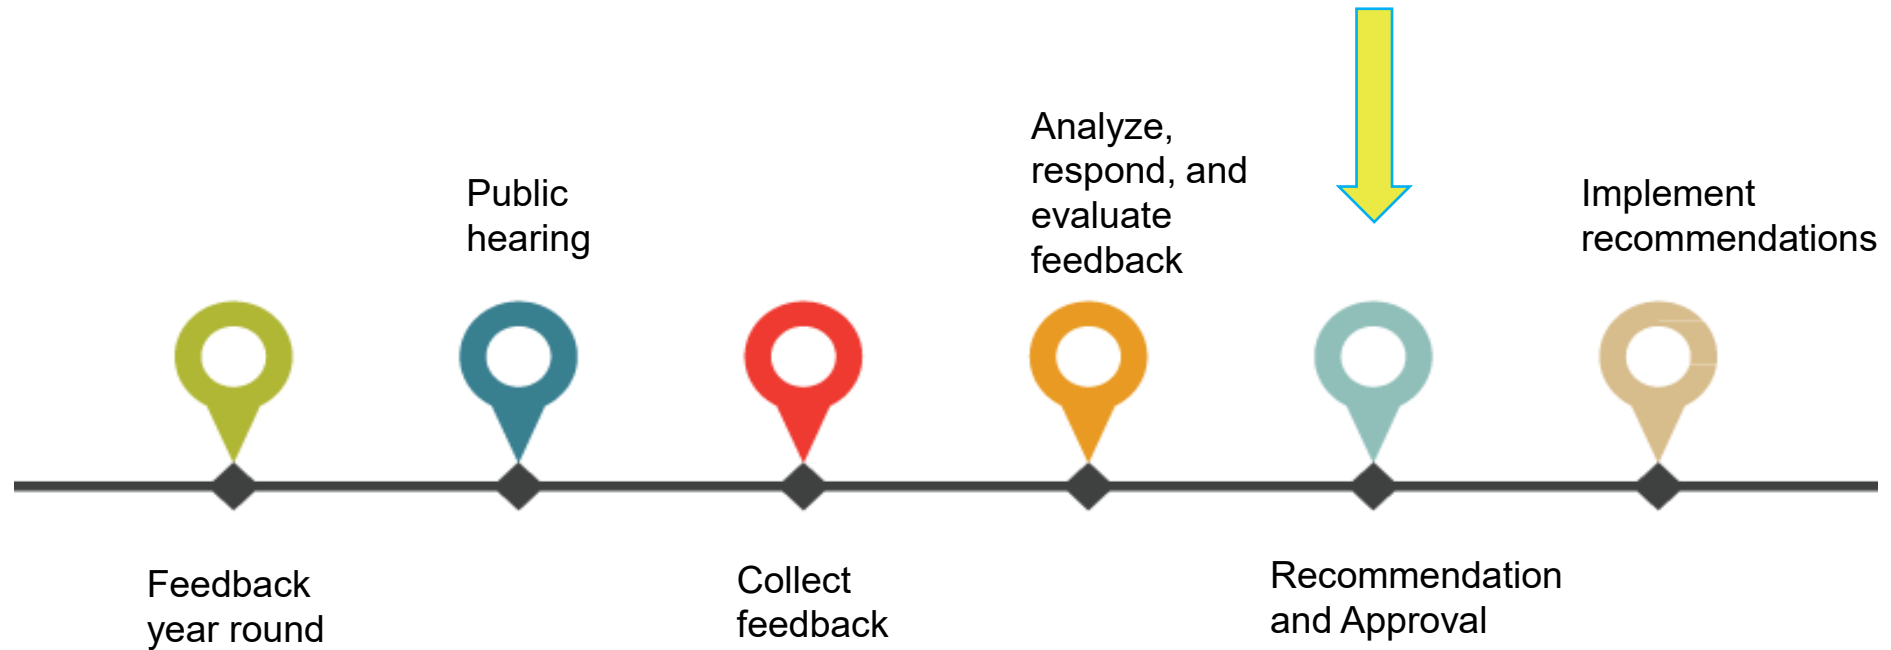 Feedback
year round
Public
hearing
Collect
feedback
Analyze,
respond, and
evaluate
feedback
Recommendation
and Approval
Implement
recommendations